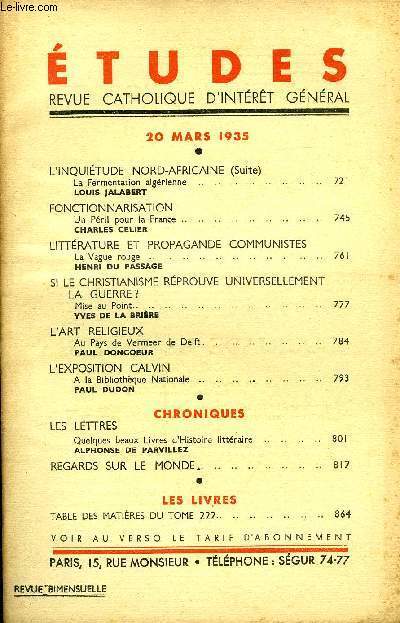 Le-livre.com
ÉTUDES
REVUE CATHOLIQUE D'INTÉRÊT GÉNÉRAL
20 MARS 1935
L'INQUIÉTUDE NORD-AFRICAINE (Suite)
La Fermentation algérienne .. .. .. .. .. .. .. .. 721
LOUIS JALABERT
FONCTIONNARISATION
Un Péril pour la France .. .. .. .. .. .. .. .. 745
CHARLES CELIER
LITTÉRATURE ET PROPAGANDE COMMUNISTES
La Vague rouge .. .. .. .. .. .. .. .. 761
HENRI DU PASSAGE
SI LE CHRISTIANISME RÉPROUVE UNIVERSELLEMENT
LA GUERRE ?
Mise au Point .. .. .. .. .. .. .. .. 777
YVES DE LA BRIÈRE
L'ART RELIGIEUX
Au Pays de Vermeer de Delft .. .. .. .. .. .. .. 784
PAUL DONCOEUR
L'EXPOSITION CALVIN
A la Bibliothèque Nationale .. .. .. .. .. .. .. 793
PAUL DUDON
CHRONIQUES
LES LETTRES
Quelques beaux Livres d'Histoire littéraire .. .. .. .. 801
ALPHONSE DE PARVILLEZ
REGARDS SUR LE MONDE .. .. .. .. .. .. .. 817
LES LIVRES
TABLE DES MATIÈRES DU TOME 222 .. .. .. .. .. .. 864
VOIR AU VERSO LE TARIF D'ABONNEMENT
PARIS, 15, RUE MONSIEUR • TÉLÉPHONE : SÉGUR 74-77
REVUE BIMENSUELLE